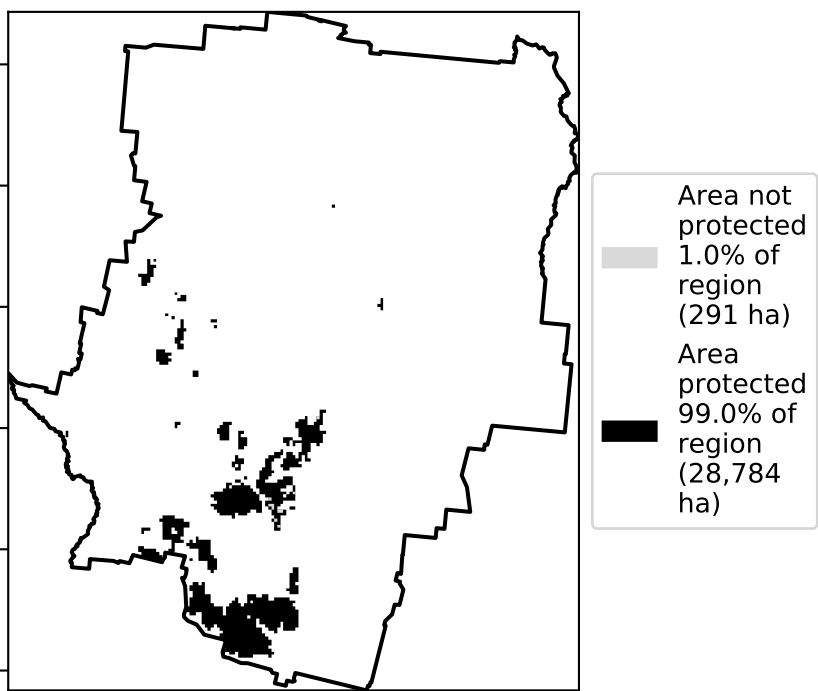 Area not
protected
1.0% of
region
(291 ha)
Area
protected
99.0% of
region
(28,784
ha)